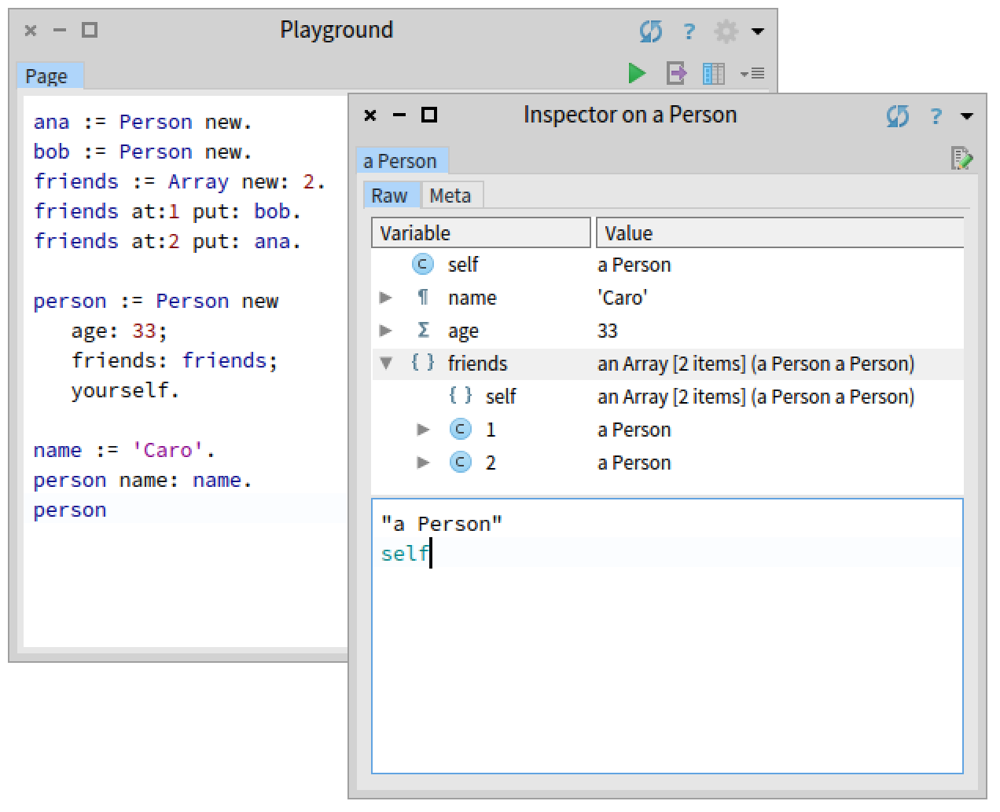 Playground
?
Page
ana := Person new.
bob := Person new.
friends := Array new: 2.
friends at:1 put: bob.
friends at:2 put: ana.
person := Person new
age: 33;
friends: friends;
yourself.
name := 'Caro'.
person name: name.
person
Inspector on a Person
?
a Person
Raw Meta
Variable Value
C self a Person
¶ name 'Caro'
Σ age 33
{ } friends an Array [2 items] (a Person a Person)
{ } self an Array [2 items] (a Person a Person)
C 1 a Person
C 2 a Person
"a Person"
self